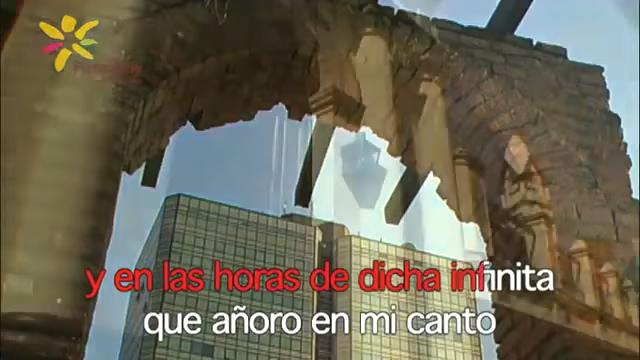 y en las horas de dicha infinita
que añoro en mi canto